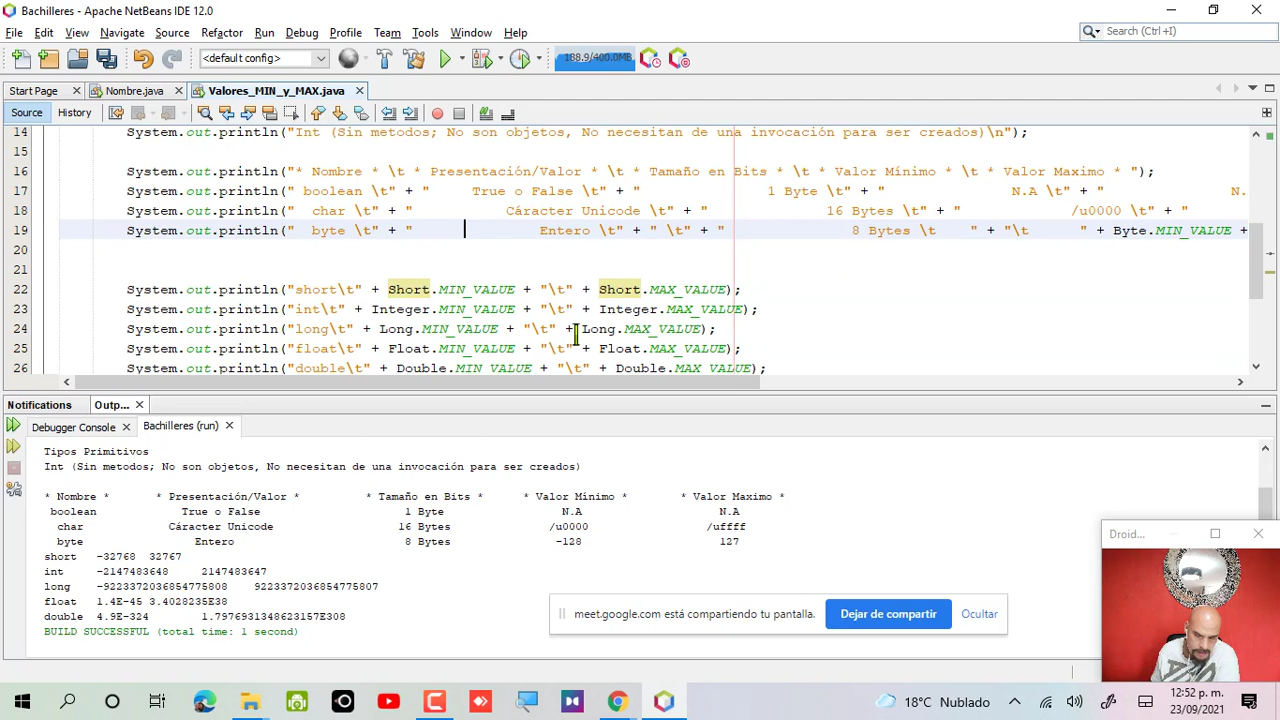 Bachilleres - Apache NetBeans IDE 12.0
File Edit View Navigate Source Refactor Run Debug Profile Team Tools Window Help
Search (Ctrl+I)
<default config>
188.9/400.0MB
Start Page
Nombre.java
Valores_MIN_y_MAX.java
Source
History
14 System.out.println("Int (Sin metodos; No son objetos, No necesitan de una invocación para ser creados)\n");
15
16 System.out.println("* Nombre * \t * Presentación/Valor * \t * Tamaño en Bits * \t * Valor Mínimo * \t * Valor Maximo * ");
17 System.out.println(" boolean \t" + " True o False \t" + " 1 Byte \t" + " N.A \t" + " N.
18 System.out.println(" char \t" + " Cáracter Unicode \t" + " 16 Bytes \t" + " /u0000 \t" + "
19 System.out.println(" byte \t" + " Entero \t" + " \t" + " 8 Bytes \t " + "\t " + Byte.MIN_VALUE +
20
21
22 System.out.println("short\t" + Short.MIN_VALUE + "\t" + Short.MAX_VALUE);
23 System.out.println("int\t" + Integer.MIN_VALUE + "\t" + Integer.MAX_VALUE);
24 System.out.println("long\t" + Long.MIN_VALUE + "\t" + Long.MAX_VALUE);
25 System.out.println("float\t" + Float.MIN_VALUE + "\t" + Float.MAX_VALUE);
26 System.out.println("double\t" + Double.MIN_VALUE + "\t" + Double.MAX_VALUE);
Notifications
Outp...
Debugger Console
Bachilleres (run)
Tipos Primitivos
Int (Sin metodos; No son objetos, No necesitan de una invocación para ser creados)
* Nombre * * Presentación/Valor * * Tamaño en Bits * * Valor Mínimo * * Valor Maximo *
boolean True o False 1 Byte N.A N.A
char Cáracter Unicode 16 Bytes /u0000 /uffff
byte Entero 8 Bytes -128 127
short -32768 32767
int -2147483648 2147483647
long -9223372036854775808 9223372036854775807
float 1.4E-45 3.4028235E38
double 4.9E-324 1.7976931348623157E308
BUILD SUCCESSFUL (total time: 1 second)
meet.google.com está compartiendo tu pantalla.
Dejar de compartir
Ocultar
Droid...
18°C Nublado
12:52 p. m.
23/09/2021